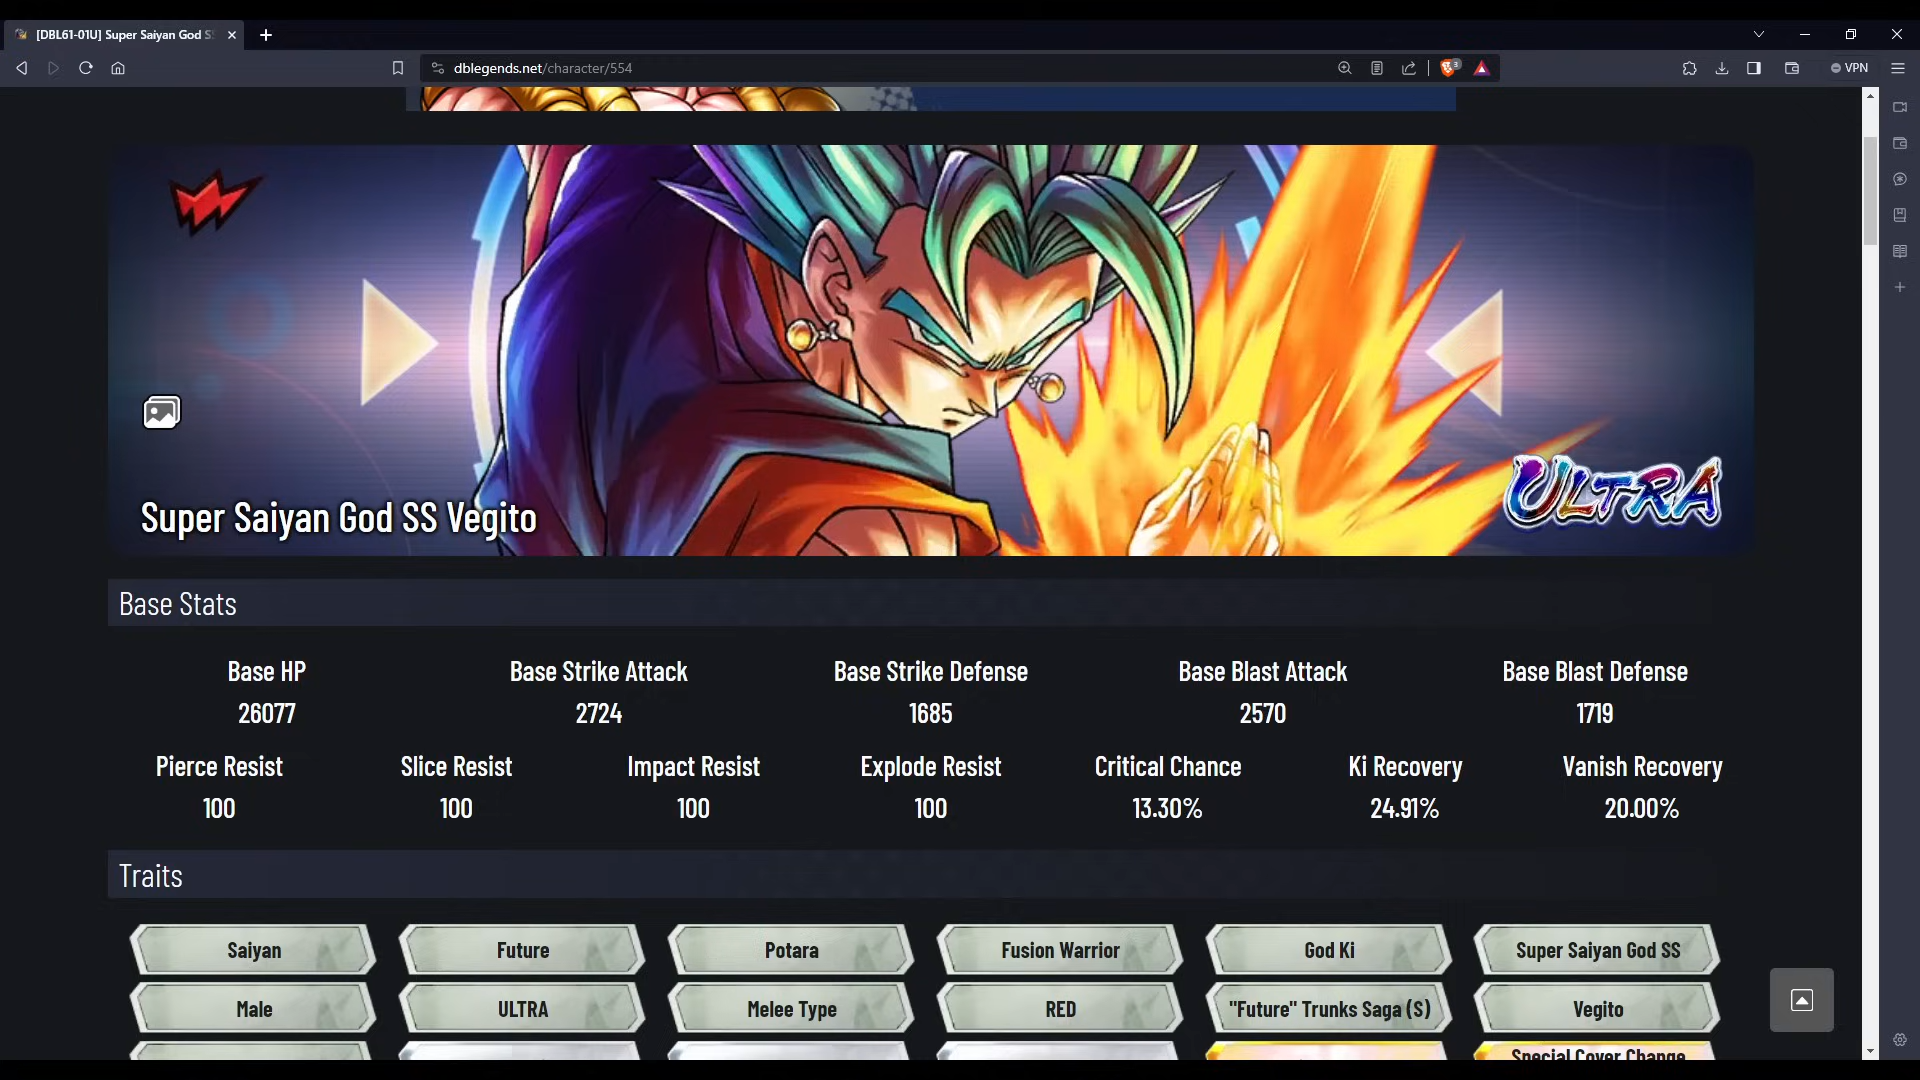 [DBL61-01U] Super Saiyan God S
dblegends.net/character/554
3
VPN
ULTRA
Super Saiyan God SS Vegito
Base Stats
Base HP
Base Strike Attack
Base Strike Defense
Base Blast Attack
Base Blast Defense
26077
2724
1685
2570
1719
Pierce Resist
Slice Resist
Impact Resist
Explode Resist
Critical Chance
Ki Recovery
Vanish Recovery
100
100
100
100
13.30%
24.91%
20.00%
Traits
Saiyan
Future
Potara
Fusion Warrior
God Ki
Super Saiyan God SS
Male
ULTRA
Melee Type
RED
"Future" Trunks Saga (S)
Vegito
Special Cover Change